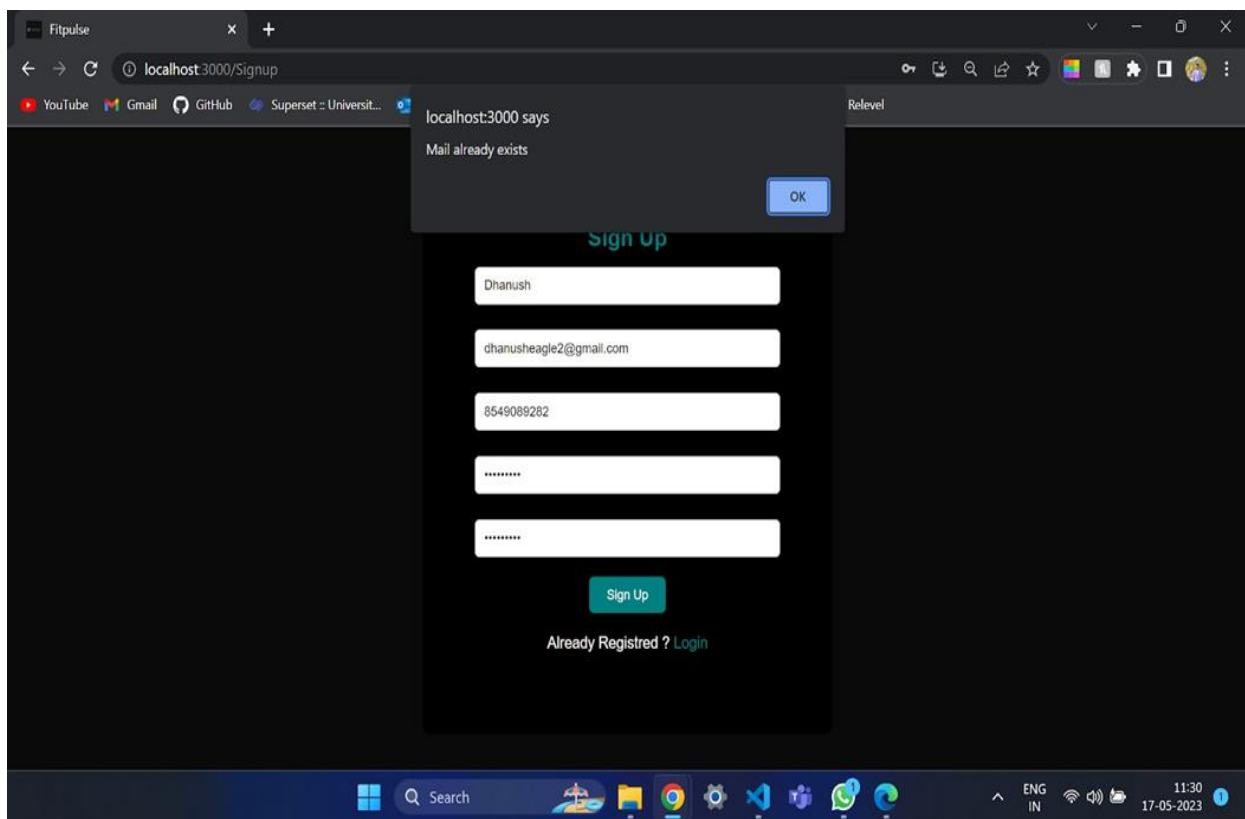 Fitpulse
localhost:3000/Signup
YouTube Gmail GitHub Superset :: Universit... Relevel
localhost:3000 says
Mail already exists
OK
Sign Up
Dhanush
dhanusheagle2@gmail.com
8549089282
Sign Up
Already Registred ? Login
Search
ENG
IN
11:30
17-05-2023
1